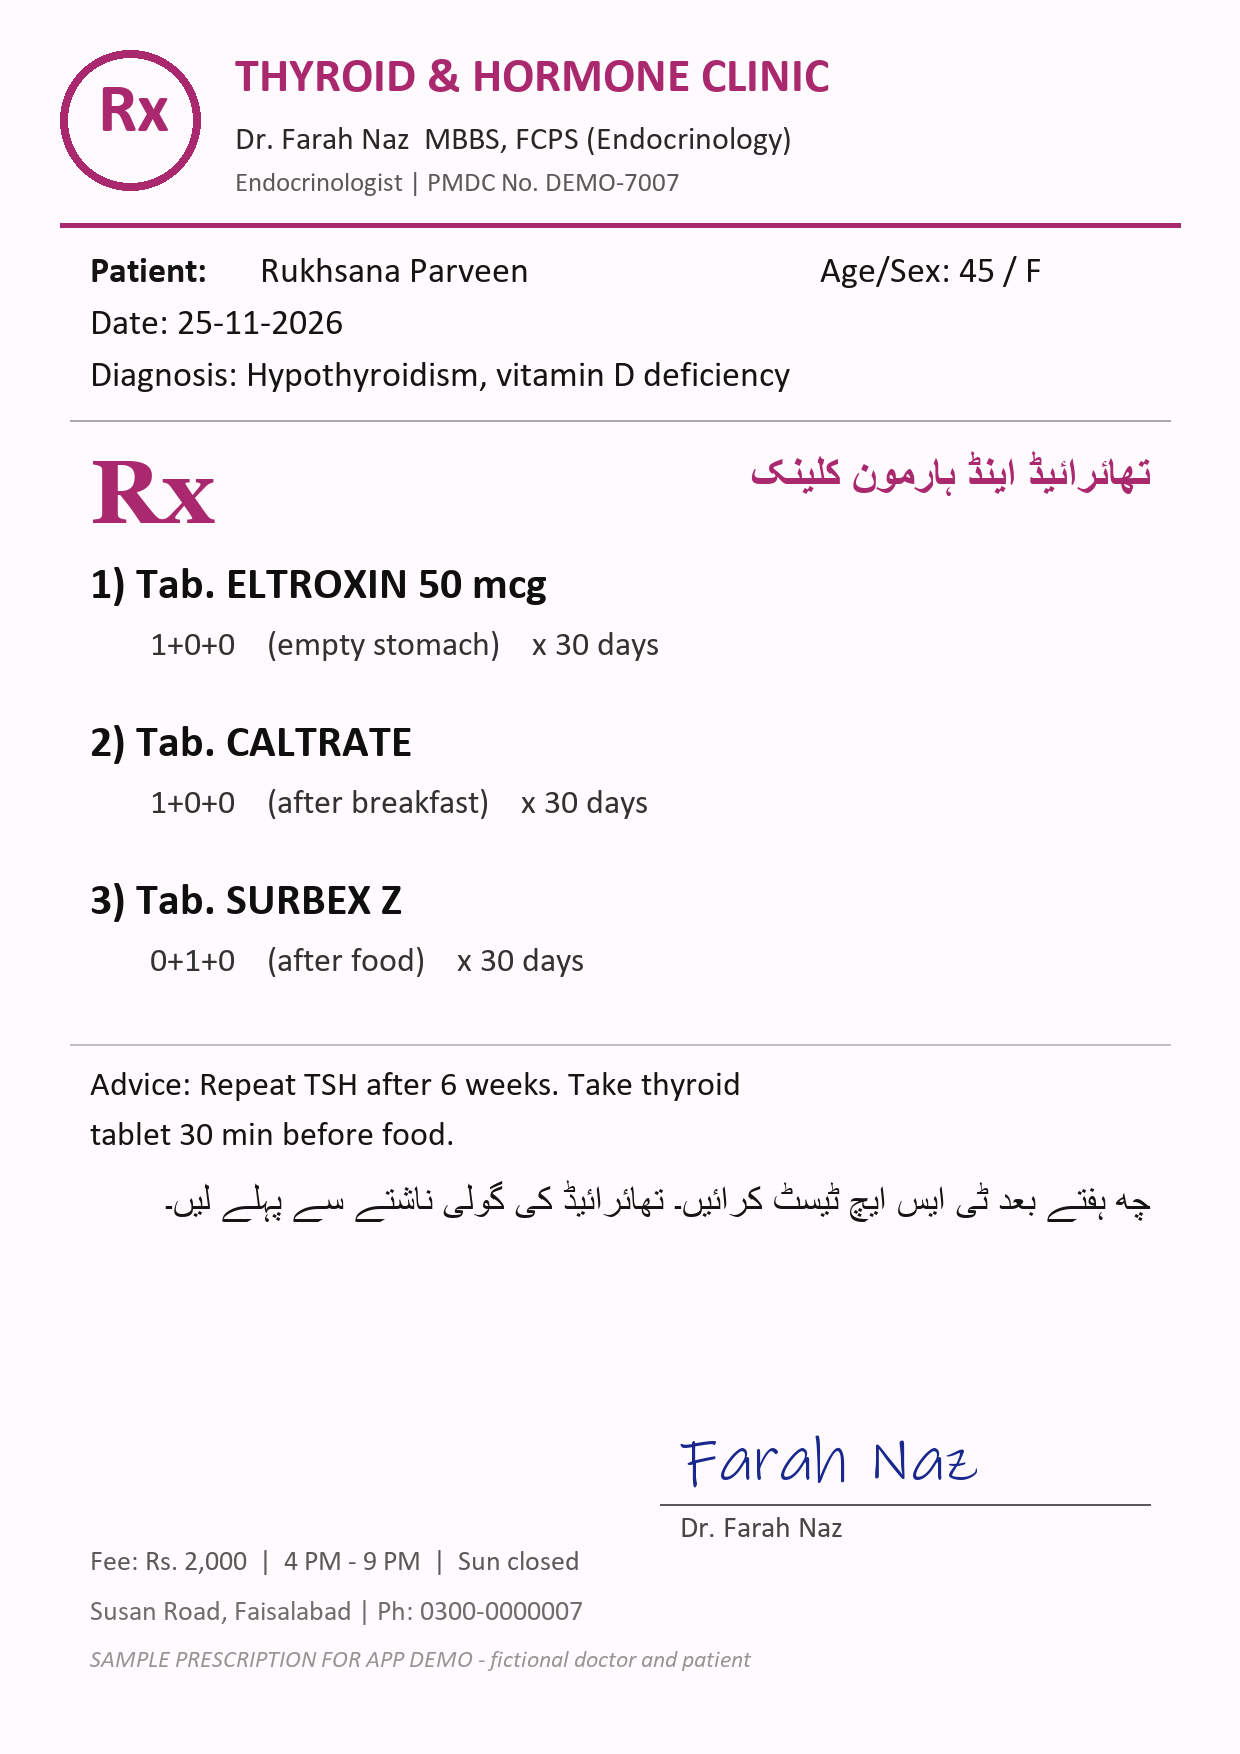 Rx
THYROID & HORMONE CLINIC
Dr. Farah Naz  MBBS, FCPS (Endocrinology)
Endocrinologist | PMDC No. DEMO-7007
Patient: Rukhsana Parveen Age/Sex: 45 / F
Date: 25-11-2026
Diagnosis: Hypothyroidism, vitamin D deficiency
Rx
تھائرائیڈ اینڈ ہارمون کلینک
1) Tab. ELTROXIN 50 mcg
1+0+0 (empty stomach) x 30 days
2) Tab. CALTRATE
1+0+0 (after breakfast) x 30 days
3) Tab. SURBEX Z
0+1+0 (after food) x 30 days
Advice: Repeat TSH after 6 weeks. Take thyroid
tablet 30 min before food.
چھ ہفتے بعد ٹی ایس ایچ ٹیسٹ کرائیں۔ تھائرائیڈ کی گولی ناشتے سے پہلے لیں۔
Farah Naz
Dr. Farah Naz
Fee: Rs. 2,000 | 4 PM - 9 PM | Sun closed
Susan Road, Faisalabad | Ph: 0300-0000007
SAMPLE PRESCRIPTION FOR APP DEMO - fictional doctor and patient